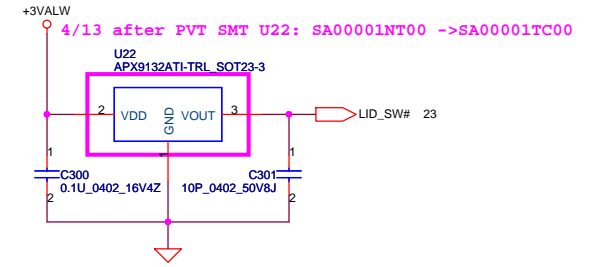 +3VALW
4/13 after PVT SMT U22: SA00001NT00 ->SA00001TC00
U22
APX9132ATI-TRL_SOT23-3
2 VDD GND VOUT 3
LID_SW# 23
1
1 1
C300 C301
0.1U_0402_16V4Z 10P_0402_50V8J
2 2